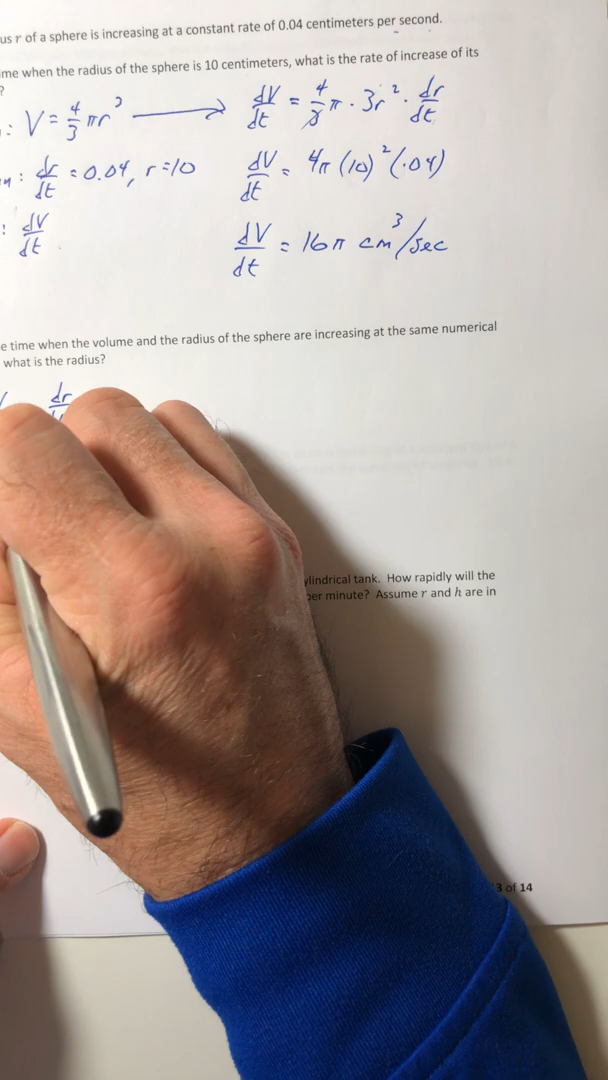 us r of a sphere is increasing at a constant rate of 0.04 centimeters per second.
me when the radius of the sphere is 10 centimeters, what is the rate of increase of its
?
: V = 4/3 πr³ ⟶ dV/dt = 4/3 π · 3r² · dr/dt
: dr/dt = 0.04, r=10 dV/dt = 4π (10)² (.04)
: dV/dt dV/dt = 16π cm³/sec
e time when the volume and the radius of the sphere are increasing at the same numerical
what is the radius?
dr
ylindrical tank. How rapidly will the
per minute? Assume r and h are in
3 of 14